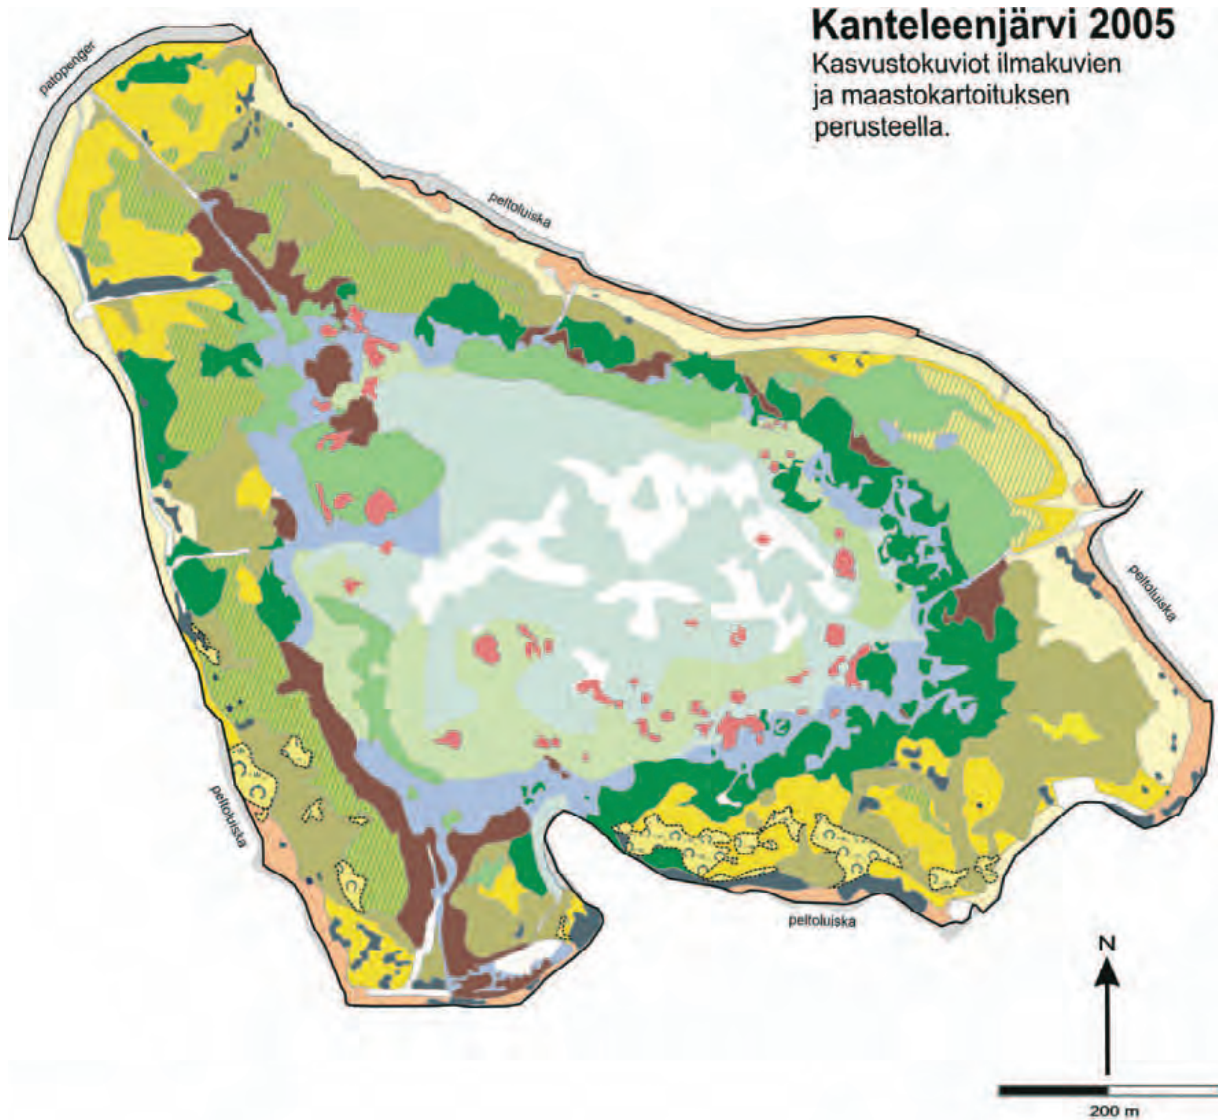 Kanteleenjärvi 2005
Kasvustokuviot ilmakuvien
ja maastokartoituksen
perusteella.
patopenger
peltoluiska
peltoluiska
peltoluiska
peltoluiska
N
200 m